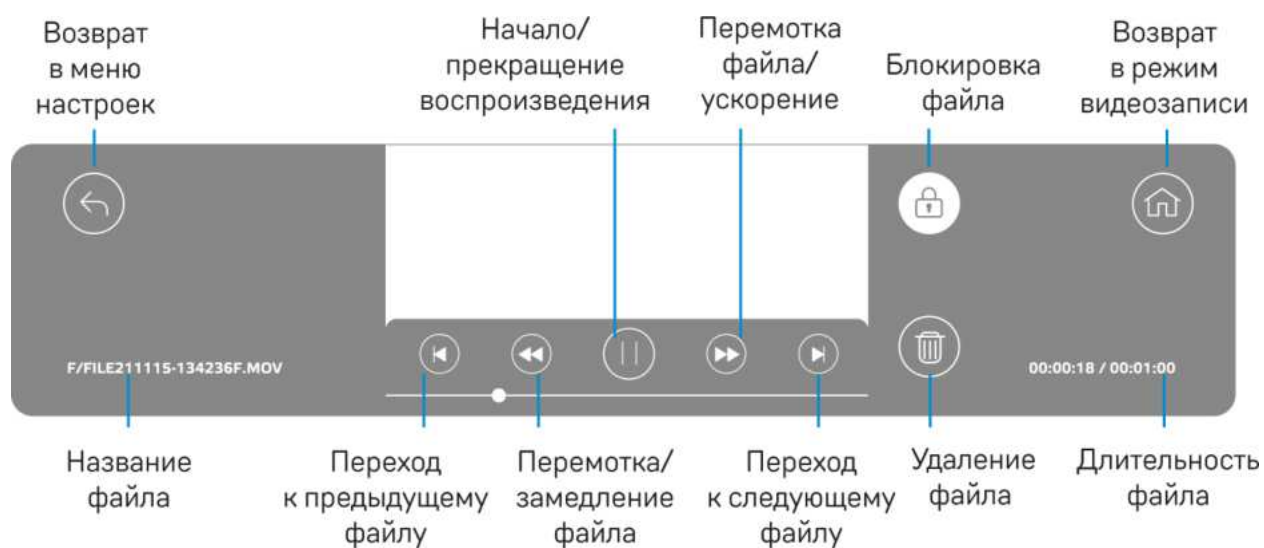 Возврат
в меню
настроек
Начало/
прекращение
воспроизведения
Перемотка
файла/
ускорение
Блокировка
файла
Возврат
в режим
видеозаписи
F/FILE211115-134236F.MOV
00:00:18 / 00:01:00
Название
файла
Переход
к предыдущему
файлу
Перемотка/
замедление
файла
Переход
к следующему
файлу
Удаление
файла
Длительность
файла